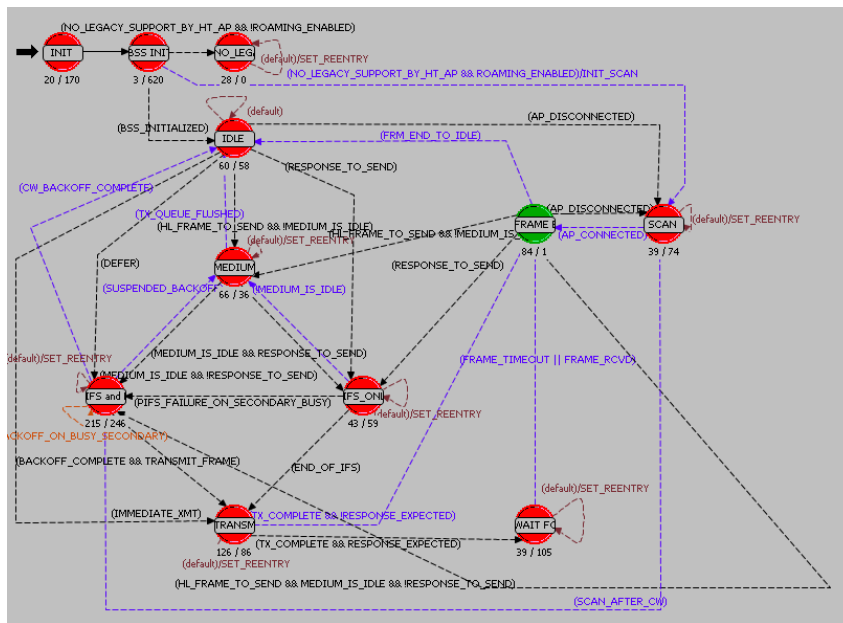 (NO_LEGACY_SUPPORT_BY_HT_AP && !ROAMING_ENABLED)
INIT
BSS INIT
NO_LEG
20 / 170
3 / 620
28 / 0
(default)/SET_REENTRY
(NO_LEGACY_SUPPORT_BY_HT_AP && ROAMING_ENABLED)/INIT_SCAN
(default)
(BSS_INITIALIZED)
(AP_DISCONNECTED)
IDLE
(FRM_END_TO_IDLE)
60 / 58
(RESPONSE_TO_SEND)
(CW_BACKOFF_COMPLETE)
(TX_QUEUE_FLUSHED)
(AP_DISCONNECTED)
(HL_FRAME_TO_SEND && !MEDIUM_IS_IDLE)
(HL_FRAME_TO_SEND && !MEDIUM_IS
FRAME E
SCAN
(default)/SET_REENTRY
(default)/SET_REENTRY
(AP_CONNECTED)
84 / 1
39 / 74
(DEFER)
MEDIUM
(RESPONSE_TO_SEND)
(SUSPENDED_BACKOFF
66 / 36
(!MEDIUM_IS_IDLE)
(MEDIUM_IS_IDLE && RESPONSE_TO_SEND)
(FRAME_TIMEOUT || FRAME_RCVD)
default)/SET_REENTRY
(MEDIUM_IS_IDLE && !RESPONSE_TO_SEND)
IFS and
(PIFS_FAILURE_ON_SECONDARY_BUSY)
IFS_ONL
215 / 246
43 / 59
(default)/SET_REENTRY
ACKOFF_ON_BUSY_SECONDARY)
(BACKOFF_COMPLETE && TRANSMIT_FRAME)
(END_OF_IFS)
(default)/SET_REENTRY
(IMMEDIATE_XMT)
TRANSM
TX_COMPLETE && !RESPONSE_EXPECTED)
WAIT FO
(TX_COMPLETE && RESPONSE_EXPECTED)
126 / 86
39 / 105
(default)/SET_REENTRY
(HL_FRAME_TO_SEND && MEDIUM_IS_IDLE && !RESPONSE_TO_SEND)
(SCAN_AFTER_CW)